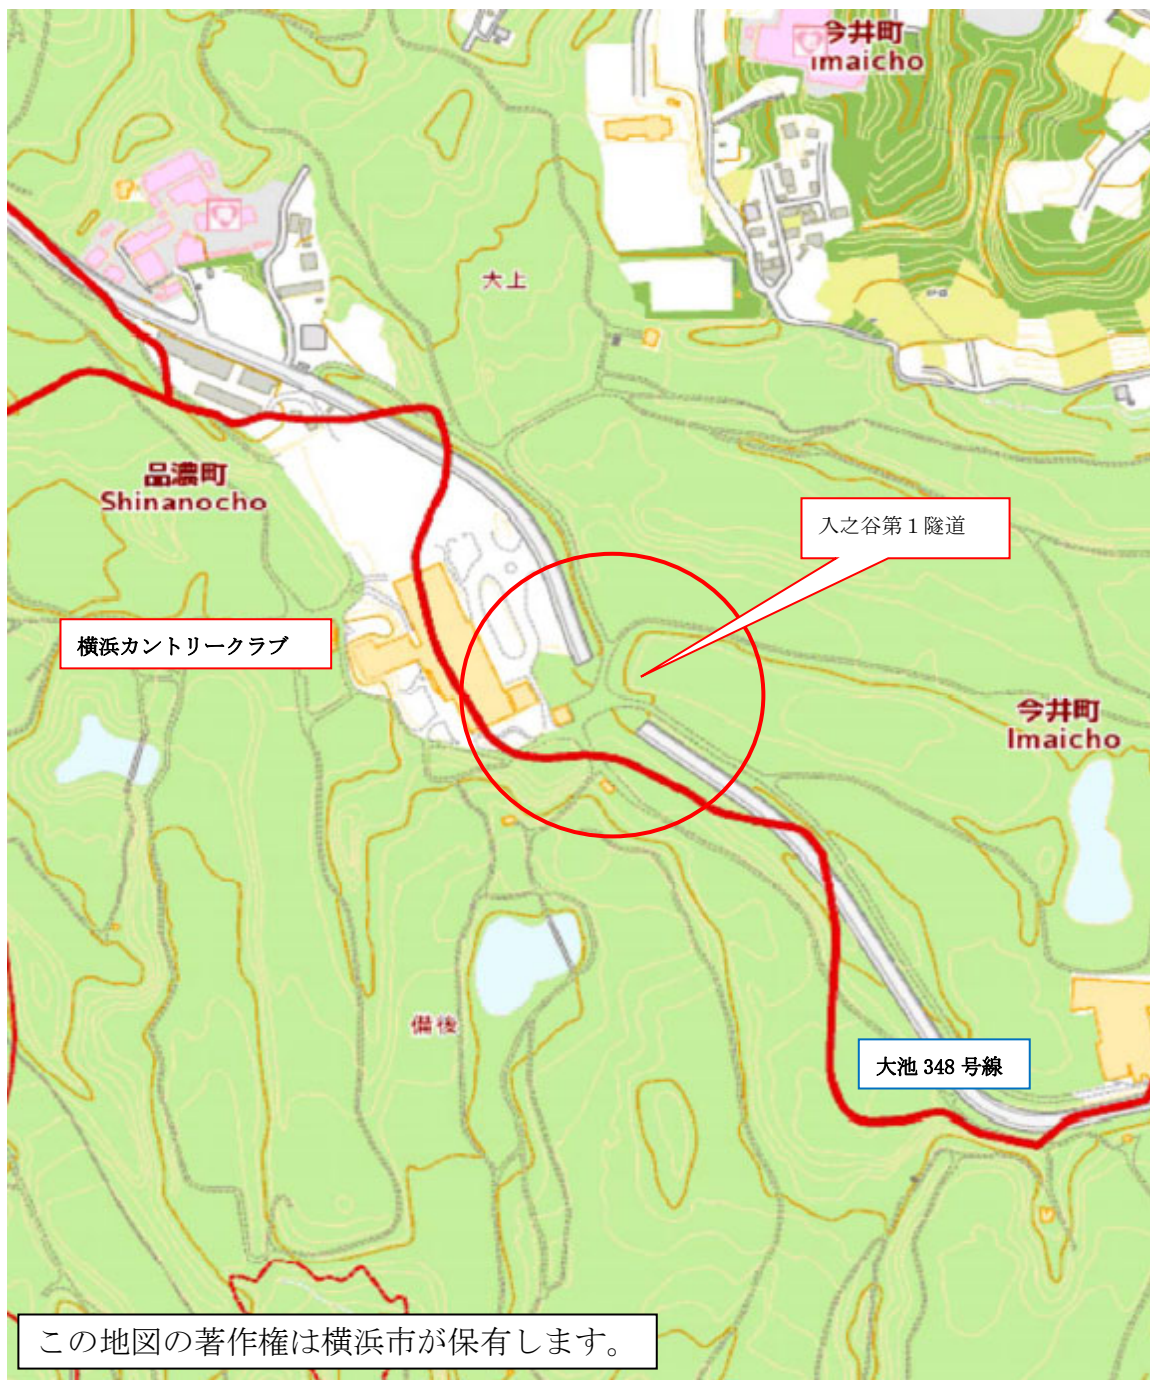 今井町
Imaicho
大上
品濃町
Shinanocho
入之谷第1隧道
横浜カントリークラブ
今井町
Imaicho
備後
大池 348 号線
この地図の著作権は横浜市が保有します。